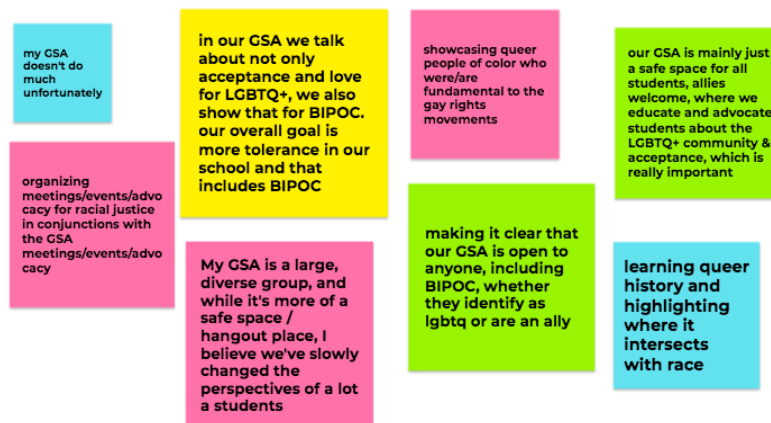 my GSA
doesn't do
much
unfortunately
in our GSA we talk
about not only
acceptance and love
for LGBTQ+, we also
show that for BIPOC.
our overall goal is
more tolerance in our
school and that
includes BIPOC
showcasing queer
people of color who
were/are
fundamental to the
gay rights
movements
our GSA is mainly just
a safe space for all
students, allies
welcome, where we
educate and advocate
students about the
LGBTQ+ community &
acceptance, which is
really important
organizing
meetings/events/advo
cacy for racial justice
in conjunctions with
the GSA
meetings/events/advo
cacy
My GSA is a large,
diverse group, and
while it's more of a
safe space /
hangout place, I
believe we've slowly
changed the
perspectives of a lot
a students
making it clear that
our GSA is open to
anyone, including
BIPOC, whether
they identify as
lgbtq or are an ally
learning queer
history and
highlighting
where it
intersects
with race